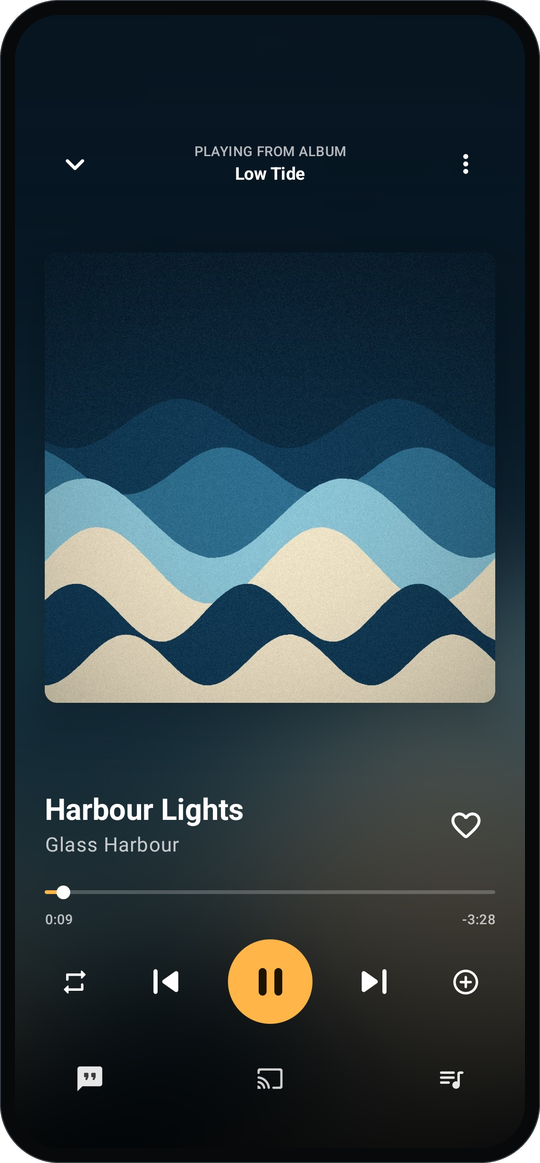 PLAYING FROM ALBUM
Low Tide
Harbour Lights
Glass Harbour
0:09
-3:28